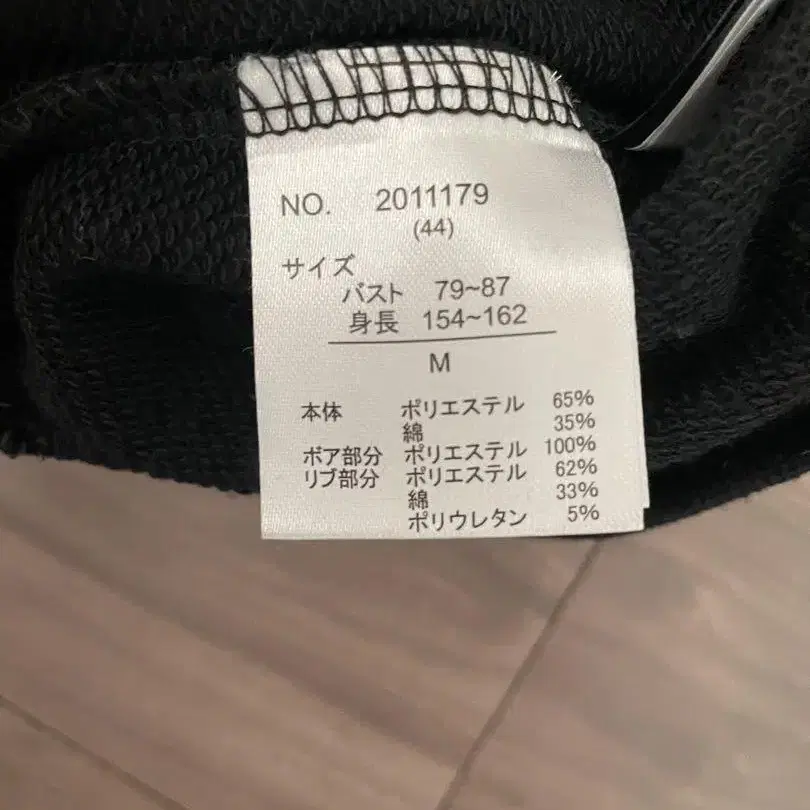 NO. 2011179
(44)
サイズ
バスト 79~87
身長 154~162
M
本体 ポリエステル 65%
綿 35%
ボア部分 ポリエステル 100%
リブ部分 ポリエステル 62%
綿 33%
ポリウレタン 5%